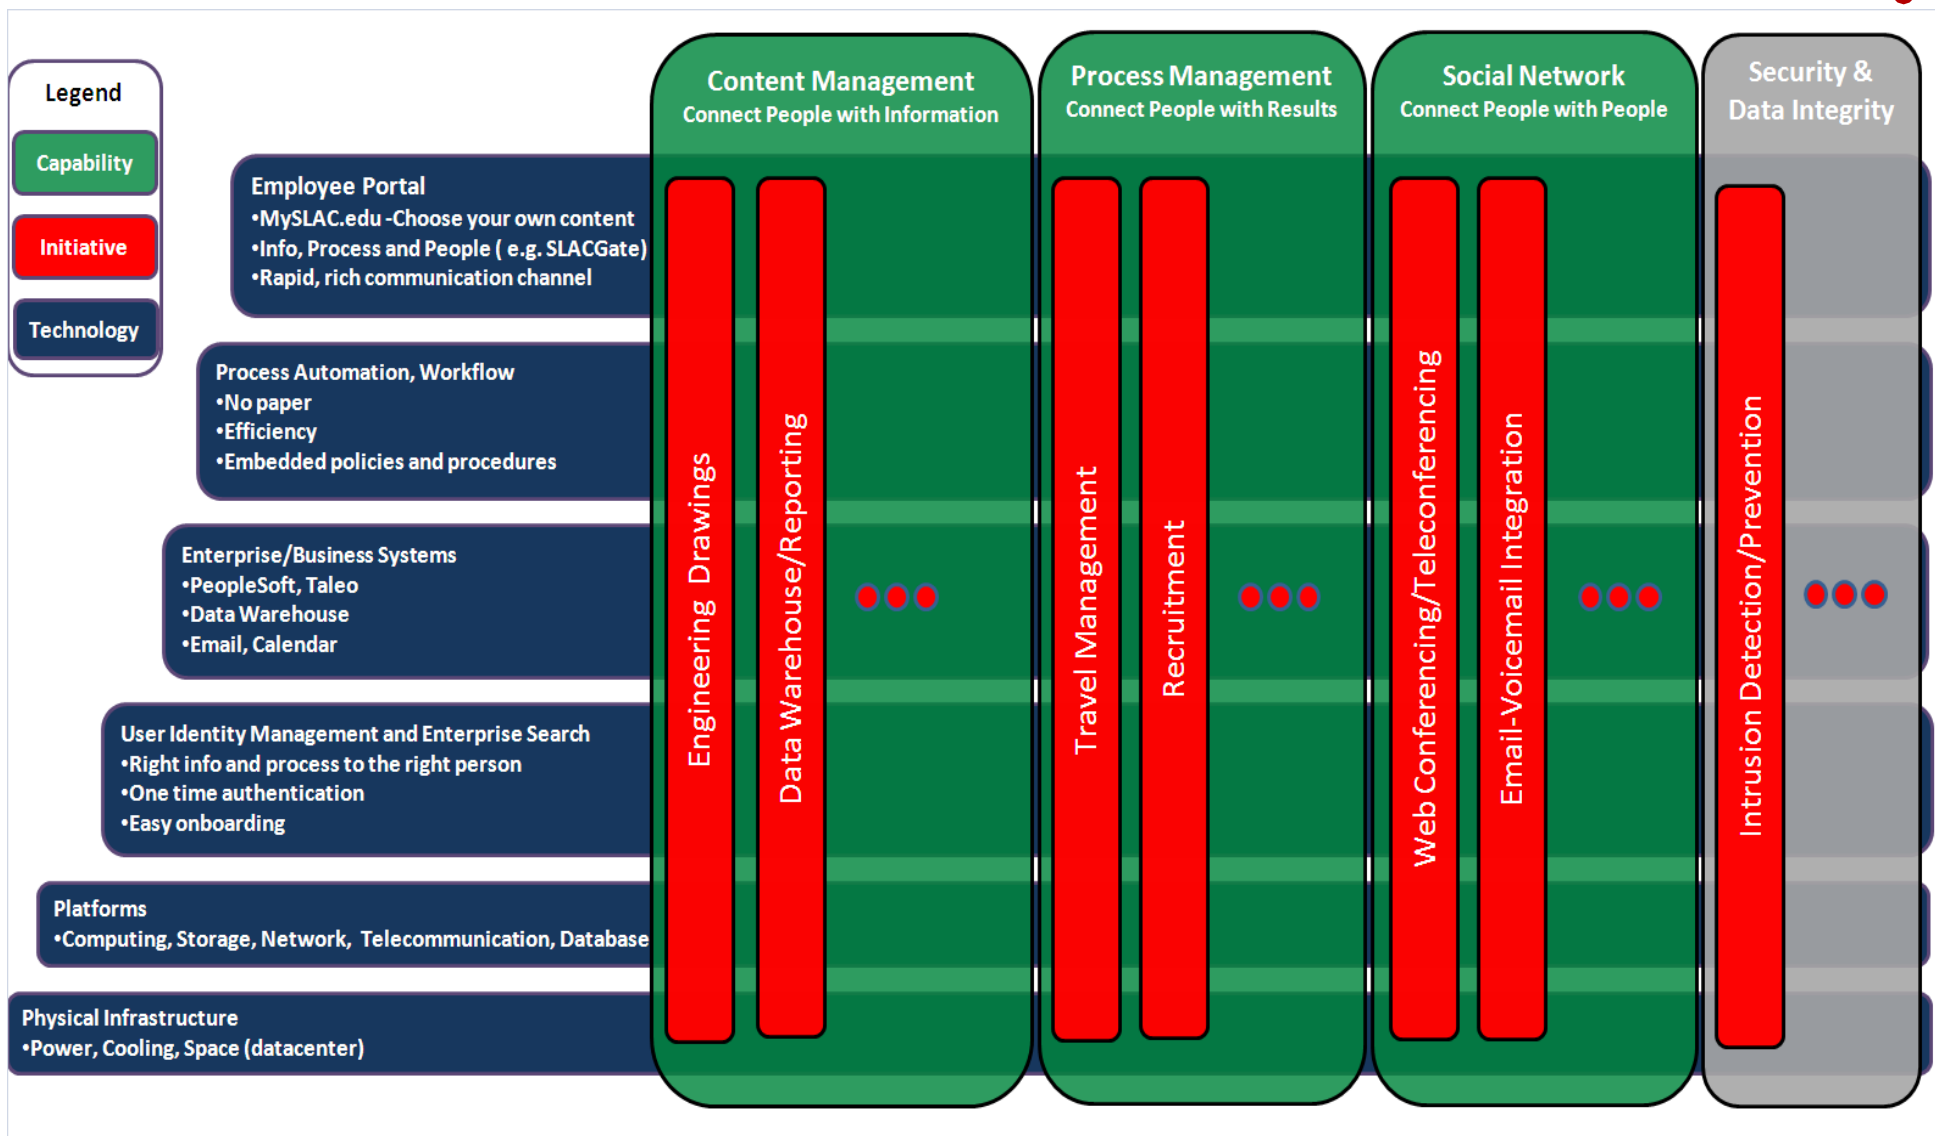 Legend
Capability
Initiative
Technology
Content Management
Connect People with Information
Process Management
Connect People with Results
Social Network
Connect People with People
Security &
Data Integrity
Employee Portal
•MySLAC.edu -Choose your own content
•Info, Process and People ( e.g. SLACGate)
•Rapid, rich communication channel
Process Automation, Workflow
•No paper
•Efficiency
•Embedded policies and procedures
Enterprise/Business Systems
•PeopleSoft, Taleo
•Data Warehouse
•Email, Calendar
User Identity Management and Enterprise Search
•Right info and process to the right person
•One time authentication
•Easy onboarding
Platforms
•Computing, Storage, Network, Telecommunication, Database
Physical Infrastructure
•Power, Cooling, Space (datacenter)
Engineering Drawings
Data Warehouse/Reporting
Travel Management
Recruitment
Web Conferencing/Teleconferencing
Email-Voicemail Integration
Intrusion Detection/Prevention